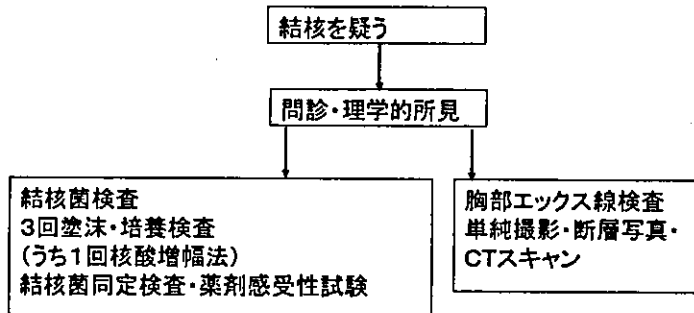 結核を疑う
問診・理学的所見
結核菌検査
3回塗沫・培養検査
(うち1回核酸増幅法)
結核菌同定検査・薬剤感受性試験
胸部エックス線検査
単純撮影・断層写真・
CTスキャン